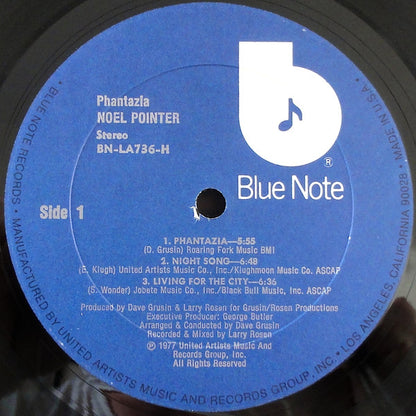 Phantazia
NOEL POINTER
Stereo
BN-LA736-H
b
®
Blue Note
Side 1
1. PHANTAZIA—5:55
(D. Grusin) Roaring Fork Music BMI
2. NIGHT SONG—6:48
(E. Klugh) United Artists Music Co., Inc./Klughmoon Music Co. ASCAP
3. LIVING FOR THE CITY—6:36
(S. Wonder) Jobete Music Co., Inc./Black Bull Music, Inc. ASCAP
Produced by Dave Grusin & Larry Rosen for Grusin/Rosen Productions
Executive Producer: George Butler
Arranged & Conducted by Dave Grusin
Recorded & Mixed by Larry Rosen
℗ © 1977 United Artists Music And
Records Group, Inc.
All Rights Reserved
• BLUE NOTE RECORDS • MANUFACTURED BY UNITED ARTISTS MUSIC AND RECORDS GROUP, INC. • LOS ANGELES, CALIFORNIA 90028 • MADE IN U.S.A.